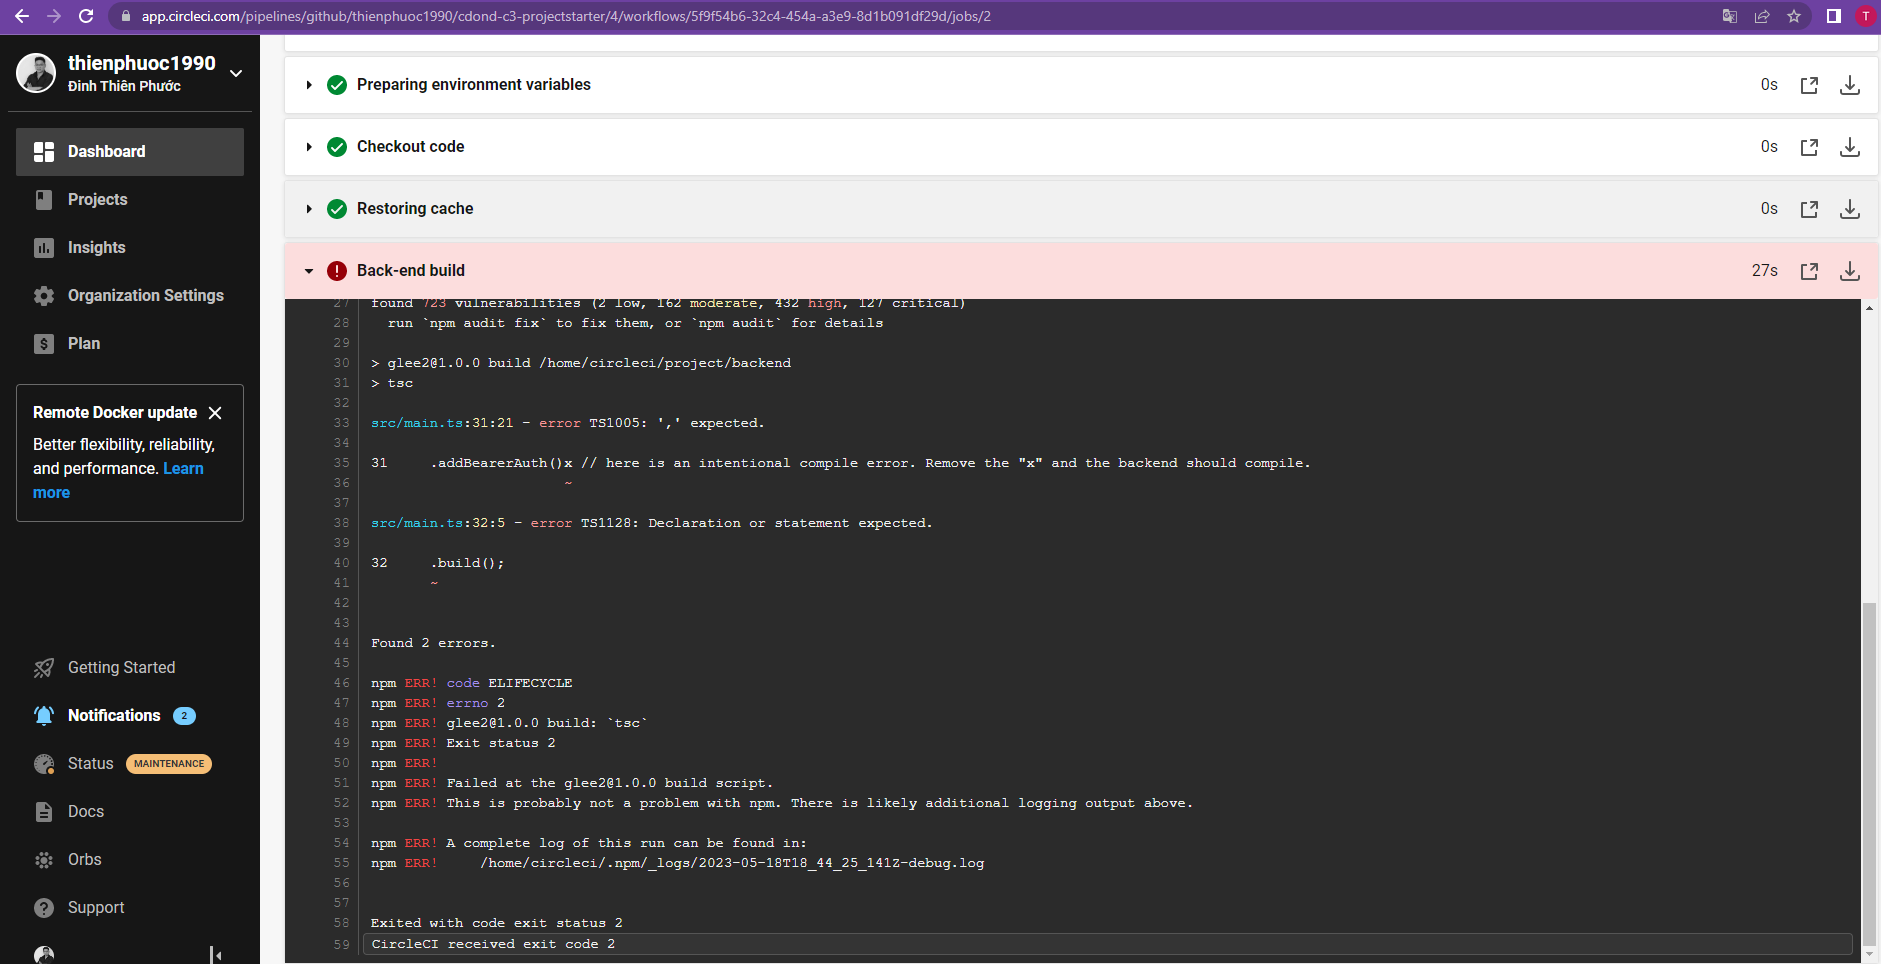 app.circleci.com/pipelines/github/thienphuoc1990/cdond-c3-projectstarter/4/workflows/5f9f54b6-32c4-454a-a3e9-8d1b091df29d/jobs/2
T
thienphuoc1990
Đinh Thiên Phước
Dashboard
Projects
Insights
Organization Settings
Plan
Remote Docker update
Better flexibility, reliability,
and performance. Learn
more
Getting Started
Notifications 2
Status MAINTENANCE
Docs
Orbs
Support
Preparing environment variables 0s
Checkout code 0s
Restoring cache 0s
Back-end build 27s
27 found 723 vulnerabilities (2 low, 162 moderate, 432 high, 127 critical)
28 run `npm audit fix` to fix them, or `npm audit` for details
29
30 > glee2@1.0.0 build /home/circleci/project/backend
31 > tsc
32
33 src/main.ts:31:21 - error TS1005: ',' expected.
34
35 31 .addBearerAuth()x // here is an intentional compile error. Remove the "x" and the backend should compile.
36 ~
37
38 src/main.ts:32:5 - error TS1128: Declaration or statement expected.
39
40 32 .build();
41 ~
42
43
44 Found 2 errors.
45
46 npm ERR! code ELIFECYCLE
47 npm ERR! errno 2
48 npm ERR! glee2@1.0.0 build: `tsc`
49 npm ERR! Exit status 2
50 npm ERR!
51 npm ERR! Failed at the glee2@1.0.0 build script.
52 npm ERR! This is probably not a problem with npm. There is likely additional logging output above.
53
54 npm ERR! A complete log of this run can be found in:
55 npm ERR! /home/circleci/.npm/_logs/2023-05-18T18_44_25_141Z-debug.log
56
57
58 Exited with code exit status 2
59 CircleCI received exit code 2